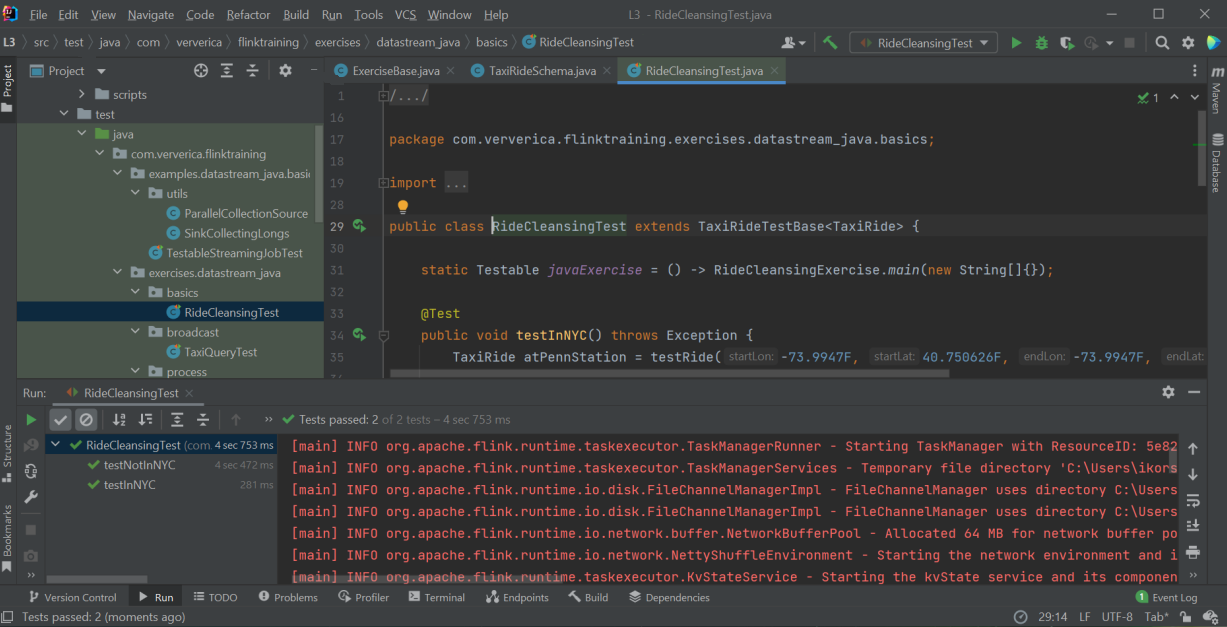 File Edit View Navigate Code Refactor Build Run Tools VCS Window Help L3 - RideCleansingTest.java
L3 src test java com ververica flinktraining exercises datastream_java basics RideCleansingTest RideCleansingTest
Project ExerciseBase.java TaxiRideSchema.java RideCleansingTest.java
Project
Maven
Database
scripts
test
java
com.ververica.flinktraining
examples.datastream_java.basi
utils
ParallelCollectionSource
SinkCollectingLongs
TestableStreamingJobTest
exercises.datastream_java
basics
RideCleansingTest
broadcast
TaxiQueryTest
process
1 /.../ 1
16
17 package com.ververica.flinktraining.exercises.datastream_java.basics;
18
19 import ...
28
29 public class RideCleansingTest extends TaxiRideTestBase<TaxiRide> {
30
31 static Testable javaExercise = () -> RideCleansingExercise.main(new String[]{});
32
33 @Test
34 public void testInNYC() throws Exception {
35 TaxiRide atPennStation = testRide( startLon: -73.9947F, startLat: 40.750626F, endLon: -73.9947F, endLat:
Run: RideCleansingTest
Tests passed: 2 of 2 tests – 4 sec 753 ms
Structure
Bookmarks
RideCleansingTest (com. 4 sec 753 ms
testNotInNYC 4 sec 472 ms
testInNYC 281 ms
[main] INFO org.apache.flink.runtime.taskexecutor.TaskManagerRunner - Starting TaskManager with ResourceID: 5e82
[main] INFO org.apache.flink.runtime.taskexecutor.TaskManagerServices - Temporary file directory 'C:\Users\ikors
[main] INFO org.apache.flink.runtime.io.disk.FileChannelManagerImpl - FileChannelManager uses directory C:\Users
[main] INFO org.apache.flink.runtime.io.disk.FileChannelManagerImpl - FileChannelManager uses directory C:\Users
[main] INFO org.apache.flink.runtime.io.network.buffer.NetworkBufferPool - Allocated 64 MB for network buffer po
[main] INFO org.apache.flink.runtime.io.network.NettyShuffleEnvironment - Starting the network environment and i
[main] INFO org.apache.flink.runtime.taskexecutor.KvStateService - Starting the kvState service and its componen
Version Control Run TODO Problems Profiler Terminal Endpoints Build Dependencies 1 Event Log
Tests passed: 2 (moments ago) 29:14 LF UTF-8 Tab*